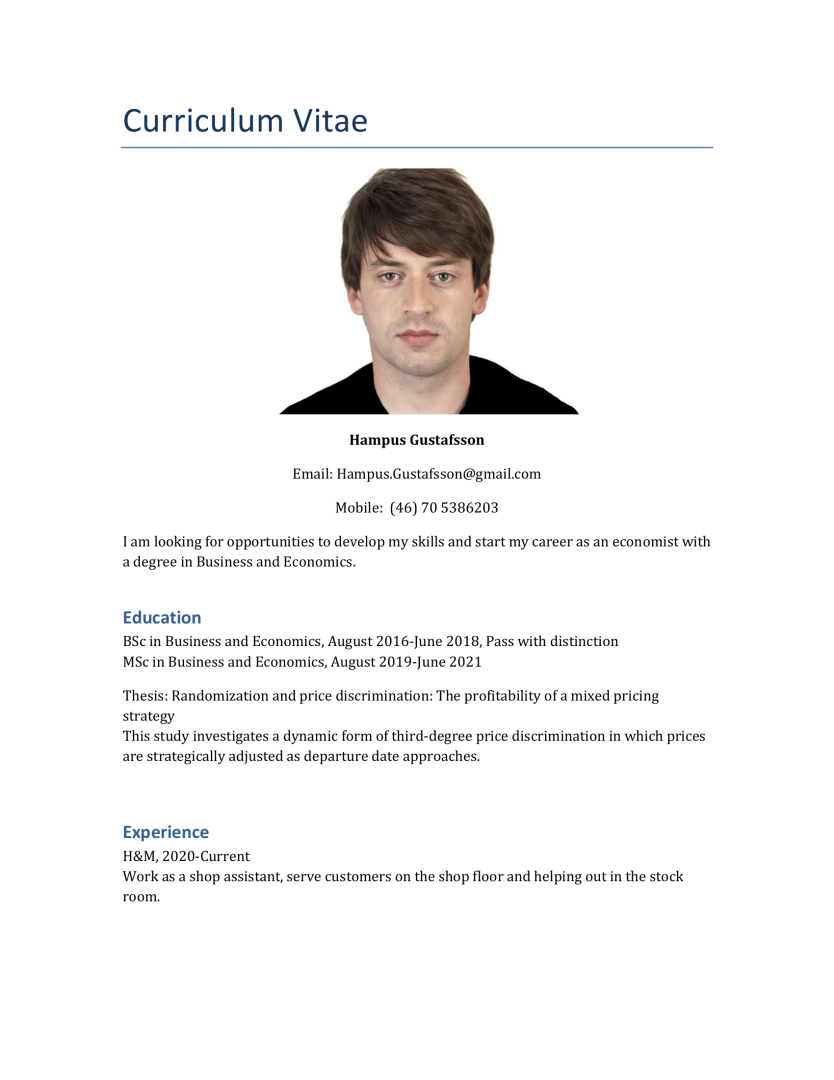 Curriculum Vitae
Hampus Gustafsson
Email: Hampus.Gustafsson@gmail.com
Mobile:  (46) 70 5386203
I am looking for opportunities to develop my skills and start my career as an economist with
a degree in Business and Economics.
Education
BSc in Business and Economics, August 2016-June 2018, Pass with distinction
MSc in Business and Economics, August 2019-June 2021
Thesis: Randomization and price discrimination: The profitability of a mixed pricing
strategy
This study investigates a dynamic form of third-degree price discrimination in which prices
are strategically adjusted as departure date approaches.
Experience
H&M, 2020-Current
Work as a shop assistant, serve customers on the shop floor and helping out in the stock
room.